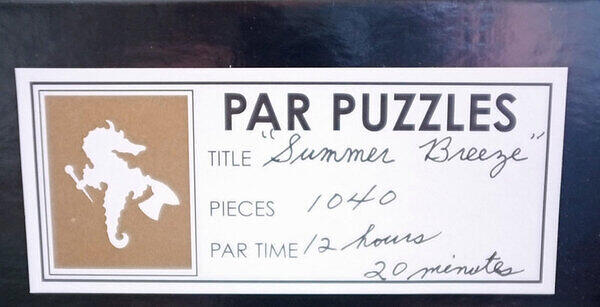 PAR PUZZLES
TITLE "Summer Breeze"
PIECES 1040
PAR TIME 12 hours
20 minutes